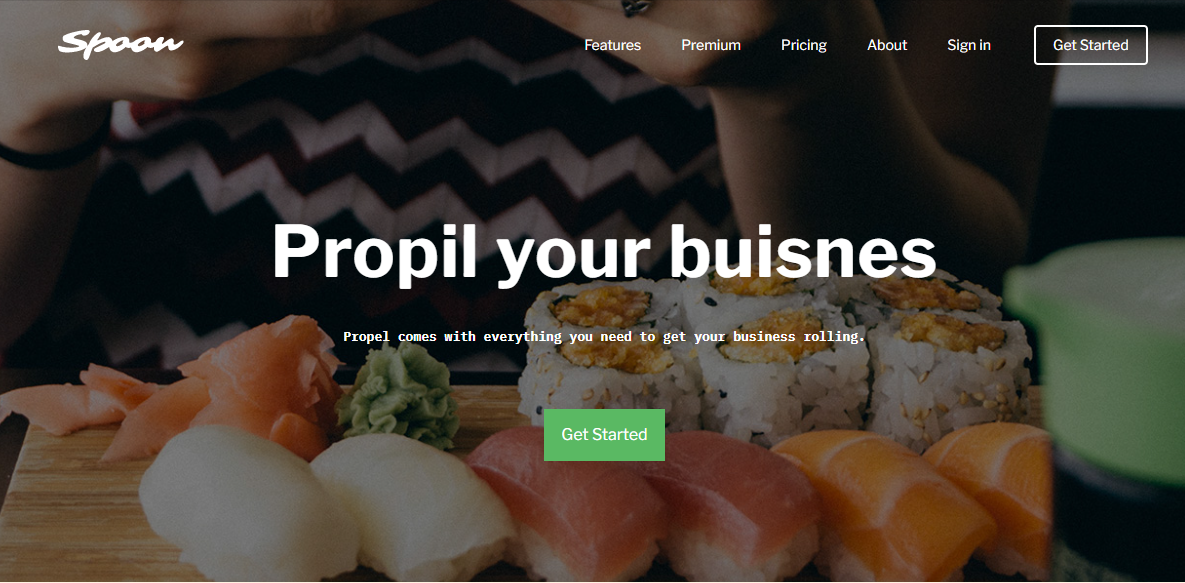 Spoon
Features Premium Pricing About Sign in Get Started
Propil your buisnes
Propel comes with everything you need to get your business rolling.
Get Started